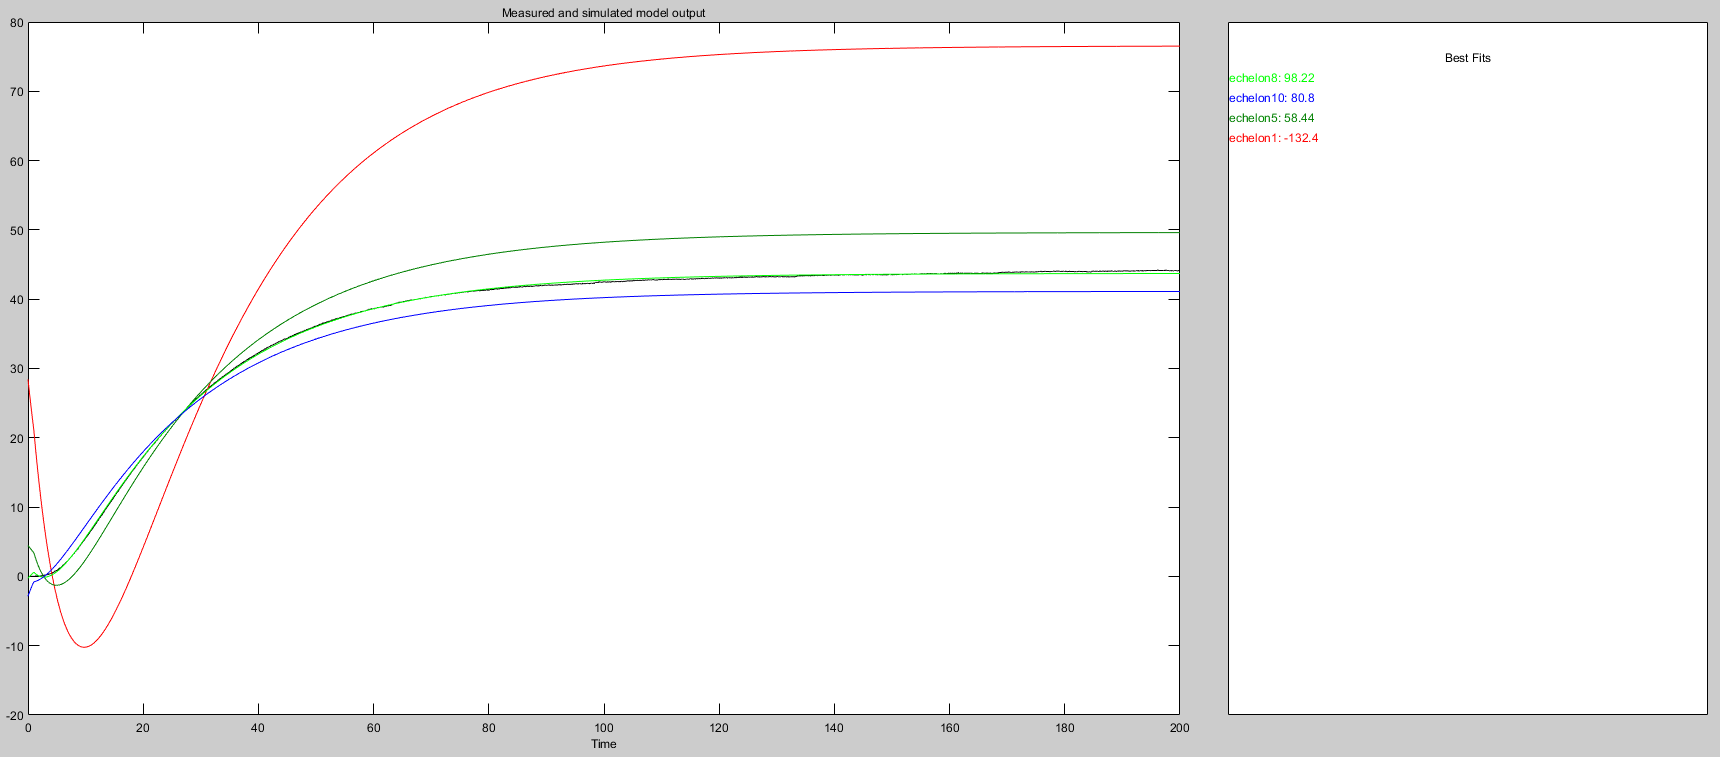 Measured and simulated model output
80
70
60
50
40
30
20
10
0
-10
-20
0 20 40 60 80 100 120 140 160 180 200
Time
Best Fits
echelon8: 98.22
echelon10: 80.8
echelon5: 58.44
echelon1: -132.4